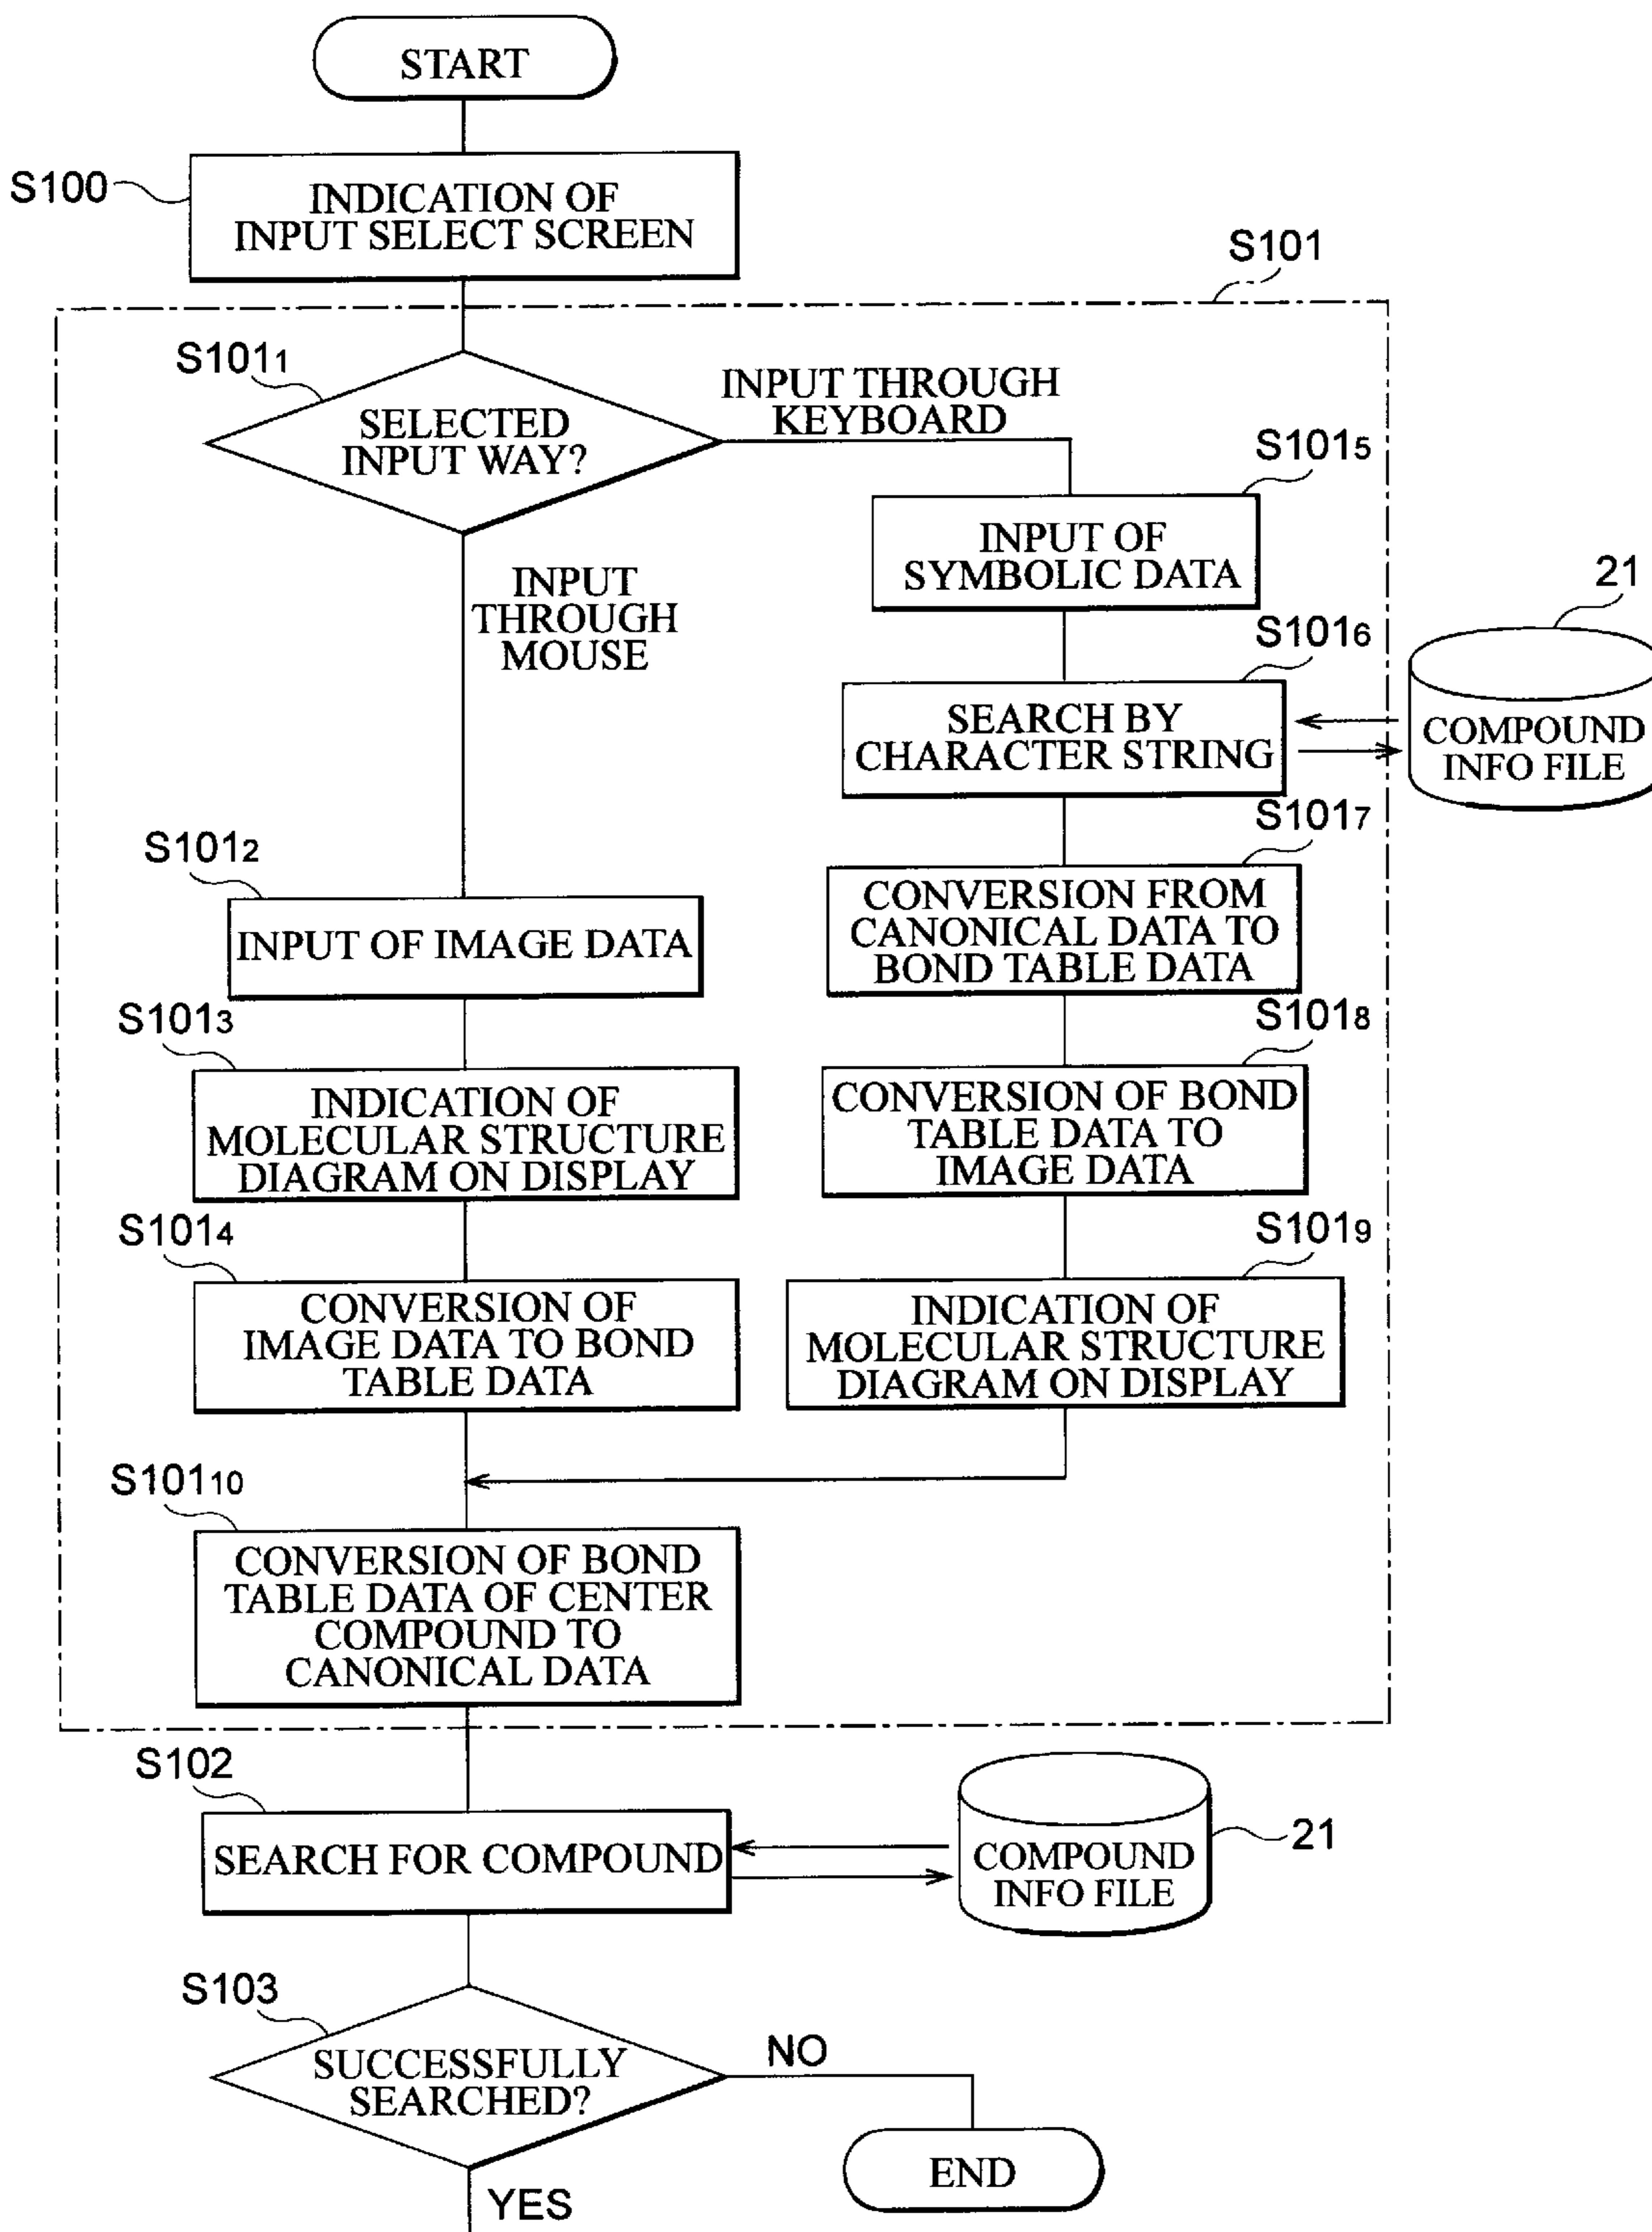 START
S100
INDICATION OF
INPUT SELECT SCREEN
S101
S1011
SELECTED
INPUT WAY?
INPUT THROUGH
KEYBOARD
S1015
INPUT OF
SYMBOLIC DATA
INPUT
THROUGH
MOUSE
21
S1016
SEARCH BY
CHARACTER STRING
COMPOUND
INFO FILE
S1017
CONVERSION FROM
CANONICAL DATA TO
BOND TABLE DATA
S1012
INPUT OF IMAGE DATA
S1018
CONVERSION OF BOND
TABLE DATA TO
IMAGE DATA
S1013
INDICATION OF
MOLECULAR STRUCTURE
DIAGRAM ON DISPLAY
S1019
INDICATION OF
MOLECULAR STRUCTURE
DIAGRAM ON DISPLAY
S1014
CONVERSION OF
IMAGE DATA TO BOND
TABLE DATA
S10110
CONVERSION OF BOND
TABLE DATA OF CENTER
COMPOUND TO
CANONICAL DATA
S102
SEARCH FOR COMPOUND
COMPOUND
INFO FILE
21
S103
SUCCESSFULLY
SEARCHED?
NO
END
YES